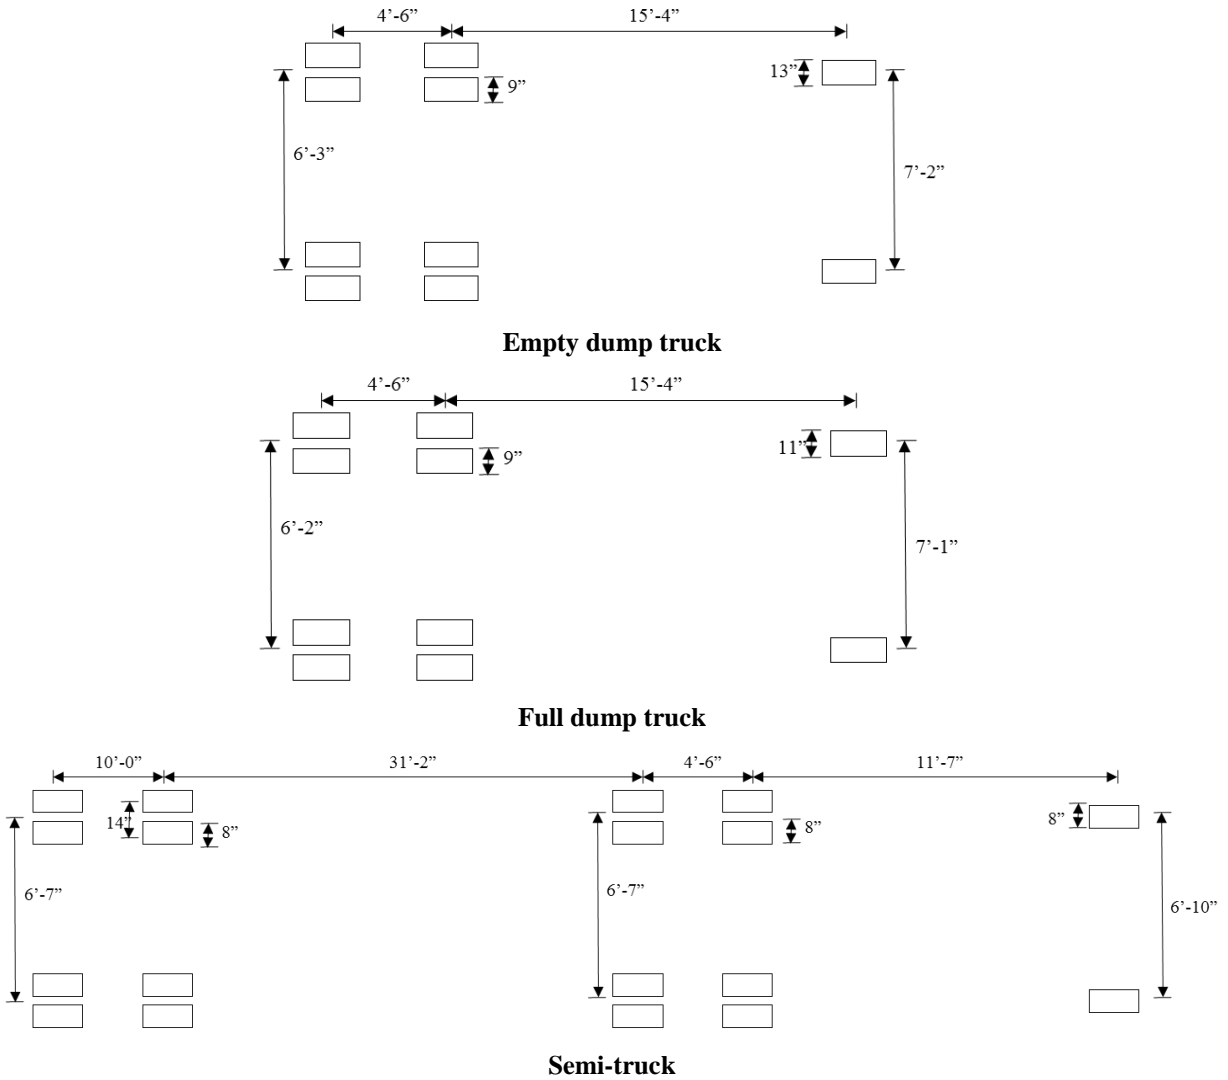 4’-6” 15’-4”
13”
9”
6’-3”
7’-2”
Empty dump truck
4’-6” 15’-4”
11”
9”
6’-2”
7’-1”
Full dump truck
10’-0” 31’-2” 4’-6” 11’-7”
14” 8” 8” 8”
6’-7” 6’-7”
6’-10”
Semi-truck